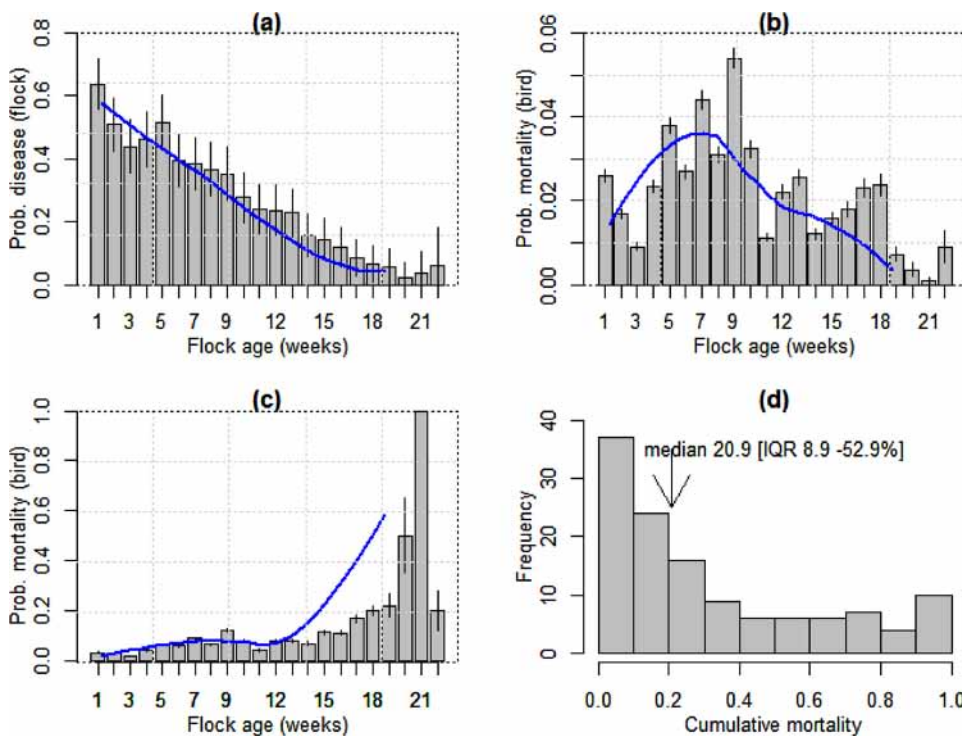 (a)
Prob. disease (flock)
0.0 0.2 0.4 0.6 0.8
1 3 5 7 9 12 15 18 21
Flock age (weeks)
(b)
Prob. mortality (bird)
0.00 0.02 0.04 0.06
1 3 5 7 9 12 15 18 21
Flock age (weeks)
(c)
Prob. mortality (bird)
0.0 0.2 0.4 0.6 0.8 1.0
1 3 5 7 9 12 15 18 21
Flock age (weeks)
(d)
median 20.9 [IQR 8.9 -52.9%]
Frequency
0 10 20 30 40
0.0 0.2 0.4 0.6 0.8 1.0
Cumulative mortality